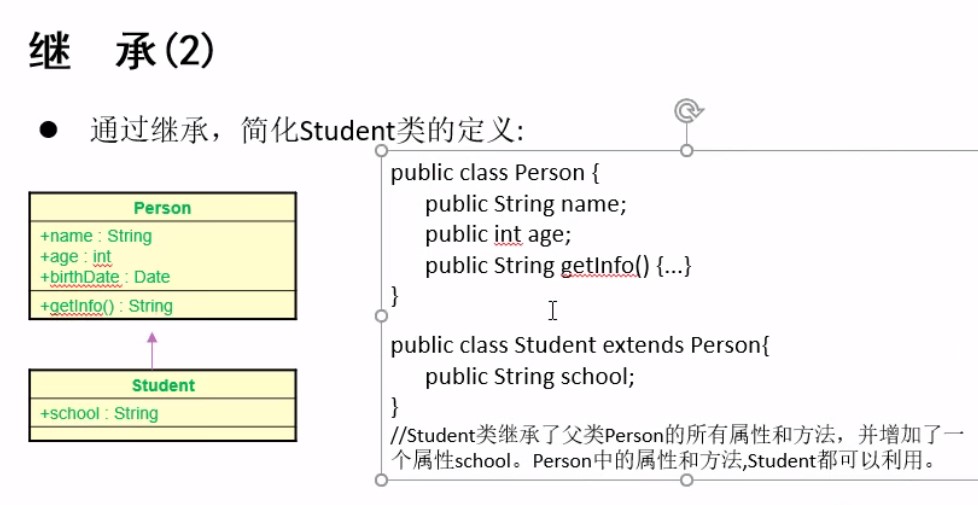 继 承(2)
● 通过继承，简化Student类的定义:
Person
+name : String
+age : int
+birthDate : Date
+getInfo() : String
Student
+school : String
public class Person {
public String name;
public int age;
public String getInfo() {...}
}
public class Student extends Person{
public String school;
}
//Student类继承了父类Person的所有属性和方法，并增加了一
个属性school。Person中的属性和方法,Student都可以利用。